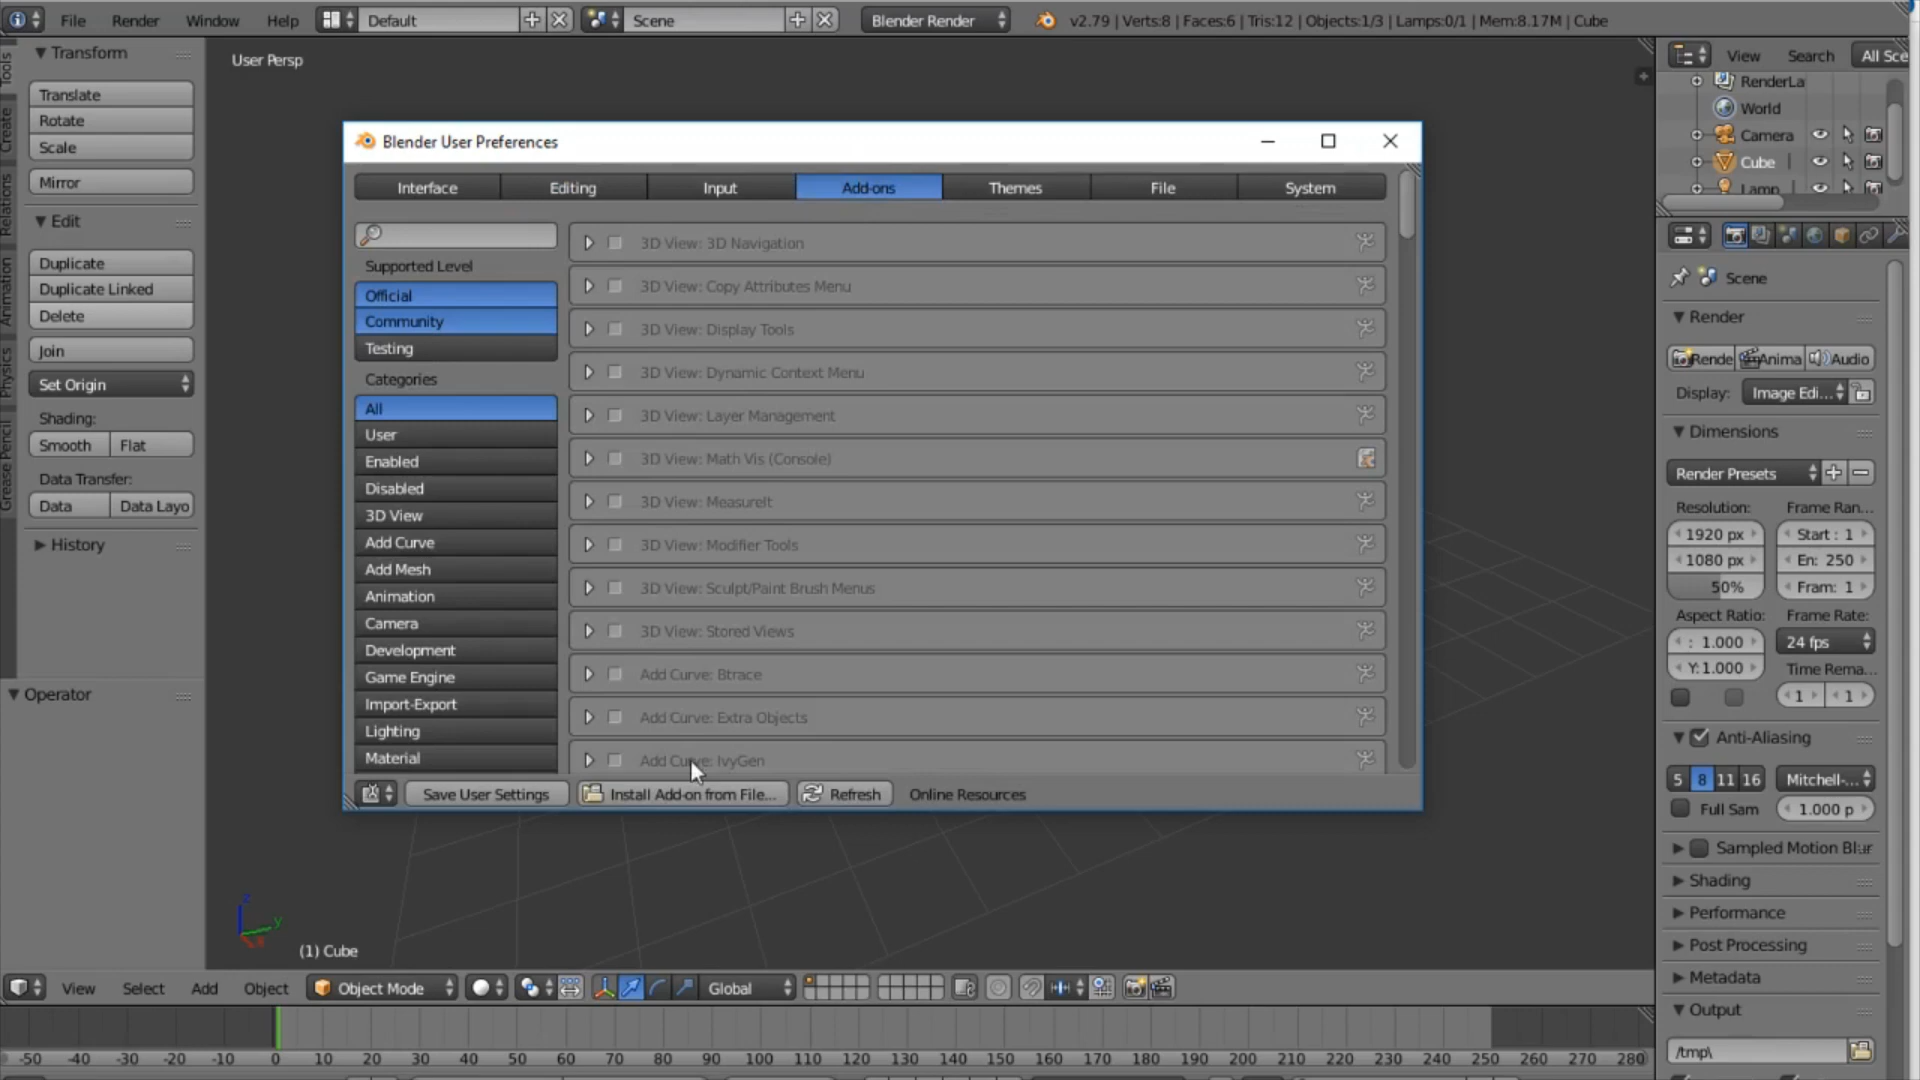 File Render Window Help Default Scene Blender Render v2.79 | Verts:8 | Faces:6 | Tris:12 | Objects:1/3 | Lamps:0/1 | Mem:8.17M | Cube
Tools
Create
Relations
Animation
Physics
Grease Pencil
Transform
Translate
Rotate
Scale
Mirror
Edit
Duplicate
Duplicate Linked
Delete
Join
Set Origin
Shading:
Smooth Flat
Data Transfer:
Data Data Layo
History
Operator
User Persp
Blender User Preferences
Interface Editing Input Add-ons Themes File System
Supported Level
Official
Community
Testing
Categories
All
User
Enabled
Disabled
3D View
Add Curve
Add Mesh
Animation
Camera
Development
Game Engine
Import-Export
Lighting
Material
3D View: 3D Navigation
3D View: Copy Attributes Menu
3D View: Display Tools
3D View: Dynamic Context Menu
3D View: Layer Management
3D View: Math Vis (Console)
3D View: MeasureIt
3D View: Modifier Tools
3D View: Sculpt/Paint Brush Menus
3D View: Stored Views
Add Curve: Btrace
Add Curve: Extra Objects
Add Curve: IvyGen
Save User Settings Install Add-on from File... Refresh Online Resources
z
y
x
(1) Cube
View Select Add Object Object Mode Global
-50 -40 -30 -20 -10 0 10 20 30 40 50 60 70 80 90 100 110 120 130 140 150 160 170 180 190 200 210 220 230 240 250 260 270 280
View Search All Sce
RenderLa
World
Camera
Cube
Lamp
Scene
Render
Rende Anima Audio
Display: Image Edi...
Dimensions
Render Presets
Resolution: Frame Ran...
1920 px Start : 1
1080 px En: 250
50% Fram: 1
Aspect Ratio: Frame Rate:
: 1.000 24 fps
Y:1.000 Time Rema...
1 1
Anti-Aliasing
5 8 11 16 Mitchell-...
Full Sam 1.000 p
Sampled Motion Blur
Shading
Performance
Post Processing
Metadata
Output
/tmp\